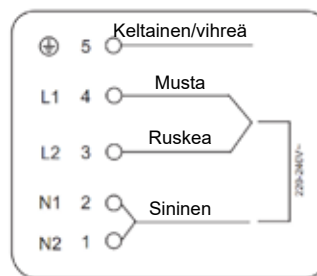 ⏚ 5 Keltainen/vihreä
L1 4 Musta
L2 3 Ruskea
N1 2 Sininen
N2 1
220-240V~